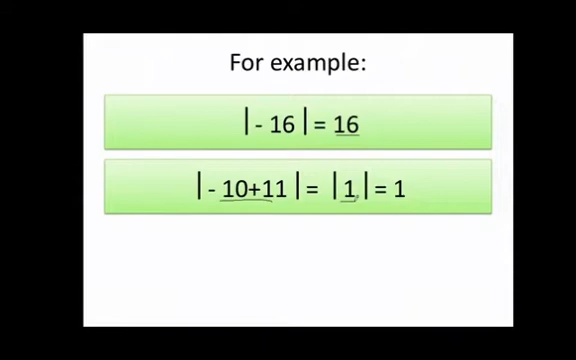 For example:
|- 16 | = 16
|- 10+11 | = | 1 | = 1